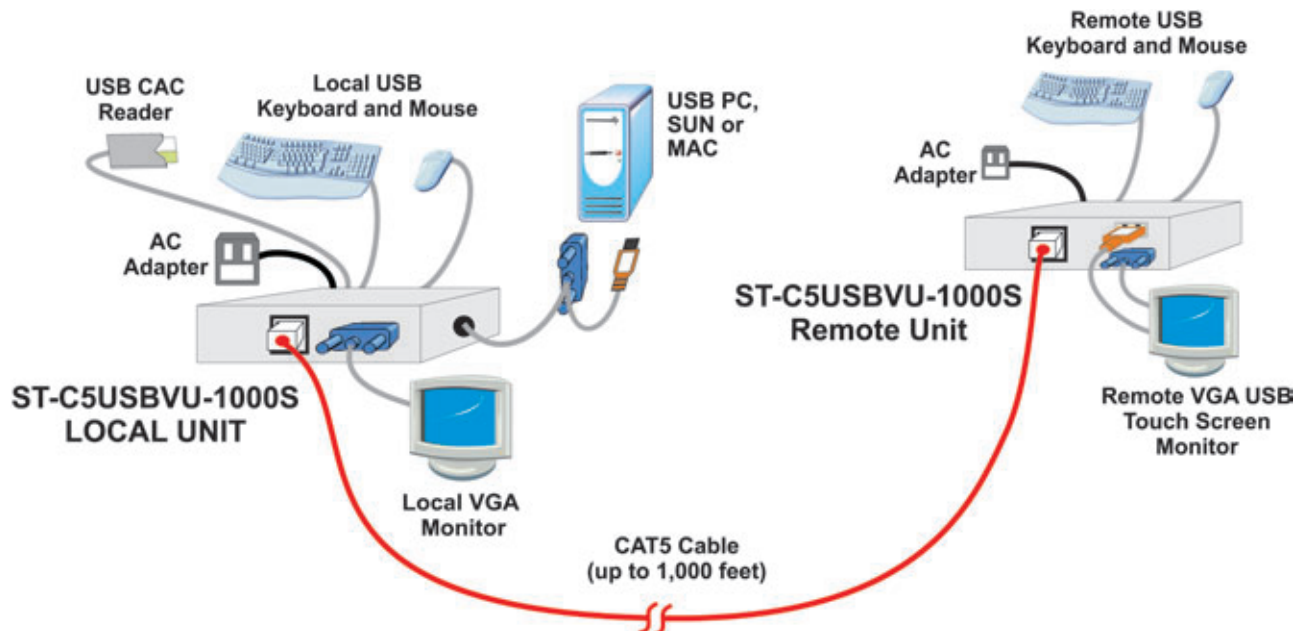 USB CAC
Reader
Local USB
Keyboard and Mouse
USB PC,
SUN or
MAC
AC
Adapter
ST-C5USBVU-1000S
LOCAL UNIT
Local VGA
Monitor
CAT5 Cable
(up to 1,000 feet)
Remote USB
Keyboard and Mouse
AC
Adapter
ST-C5USBVU-1000S
Remote Unit
Remote VGA USB
Touch Screen
Monitor